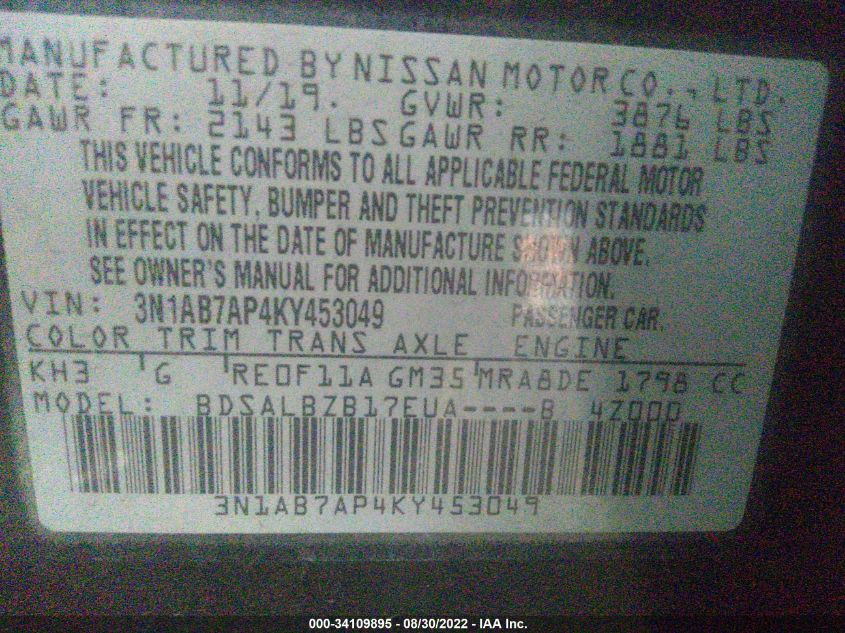 MANUFACTURED BY NISSAN MOTOR CO., LTD.
DATE: 11/19. GVWR: 3876 LBS
GAWR FR: 2143 LBS GAWR RR: 1881 LBS
THIS VEHICLE CONFORMS TO ALL APPLICABLE FEDERAL MOTOR
VEHICLE SAFETY, BUMPER AND THEFT PREVENTION STANDARDS
IN EFFECT ON THE DATE OF MANUFACTURE SHOWN ABOVE.
SEE OWNER'S MANUAL FOR ADDITIONAL INFORMATION.
VIN: 3N1AB7AP4KY453049 PASSENGER CAR.
COLOR TRIM TRANS AXLE ENGINE
KH3 G RE0F11A GM35 MRA8DE 1798 CC
MODEL: BDSALBZB17EUA----B 4Z000
3N1AB7AP4KY453049
000-34109895 - 08/30/2022 - IAA Inc.